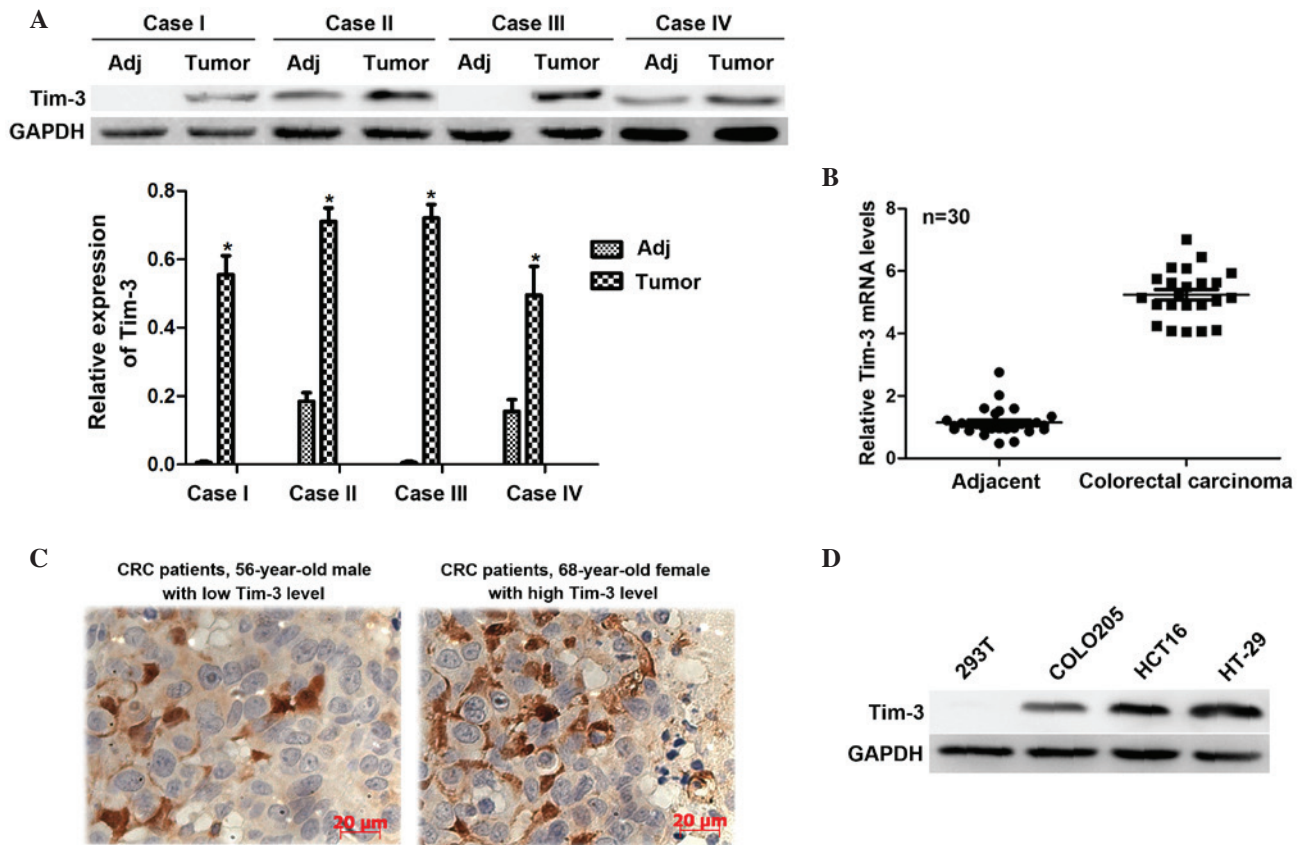 A
Case I Case II Case III Case IV
Adj Tumor Adj Tumor Adj Tumor Adj Tumor
Tim-3
GAPDH
Relative expression
of Tim-3
0.8
0.6
0.4
0.2
0.0
* * * *
Adj
Tumor
Case I Case II Case III Case IV
B
Relative Tim-3 mRNA levels
8
6
4
2
0
n=30
Adjacent Colorectal carcinoma
C
CRC patients, 56-year-old male
with low Tim-3 level
20 µm
CRC patients, 68-year-old female
with high Tim-3 level
20 µm
D
293T COLO205 HCT16 HT-29
Tim-3
GAPDH